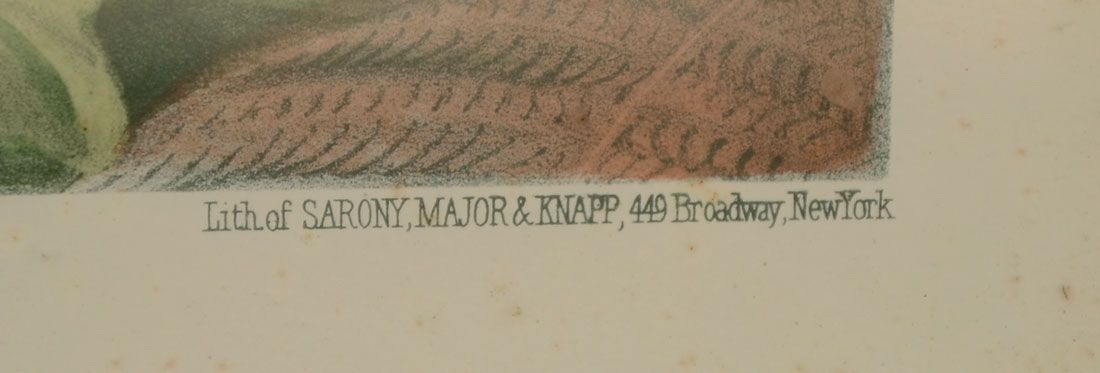 Lith. of SARONY, MAJOR & KNAPP, 449 Broadway, New York